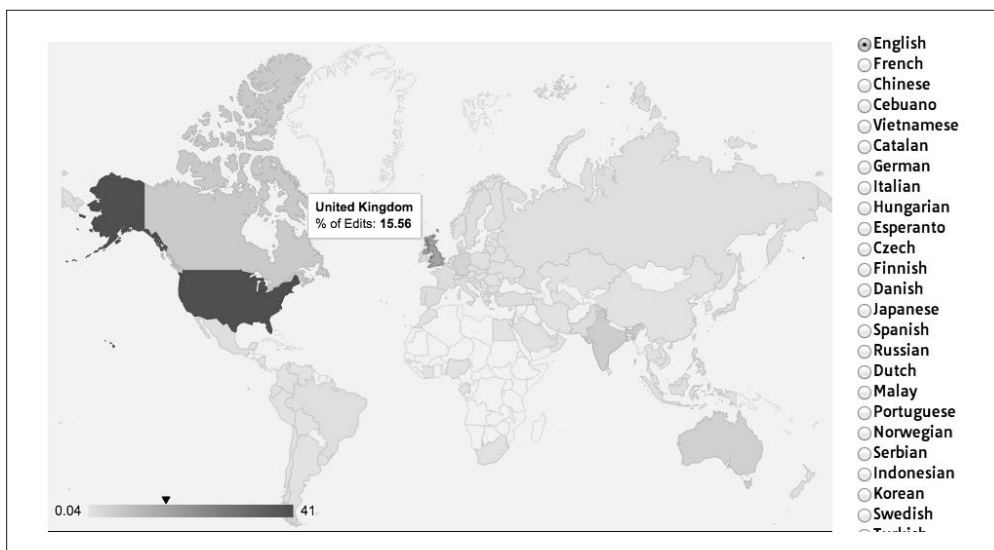 United Kingdom
% of Edits: 15.56
0.04
41
English
French
Chinese
Cebuano
Vietnamese
Catalan
German
Italian
Hungarian
Esperanto
Czech
Finnish
Danish
Japanese
Spanish
Russian
Dutch
Malay
Portuguese
Norwegian
Serbian
Indonesian
Korean
Swedish